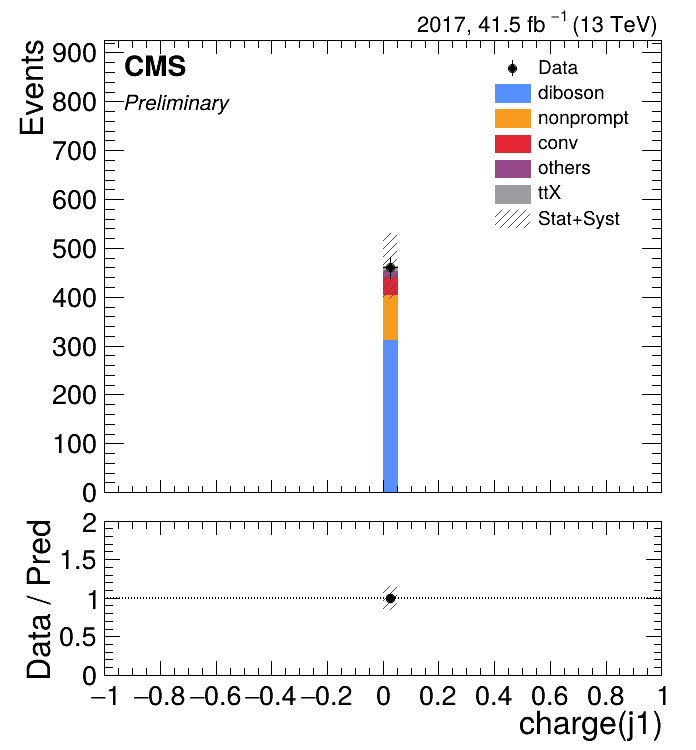 2017, 41.5 fb⁻¹ (13 TeV)
Events
CMS
Preliminary
Data
diboson
nonprompt
conv
others
ttX
Stat+Syst
900
800
700
600
500
400
300
200
100
0
Data / Pred
2
1.5
1
0.5
0
−1 −0.8 −0.6 −0.4 −0.2 0 0.2 0.4 0.6 0.8 1
charge(j1)